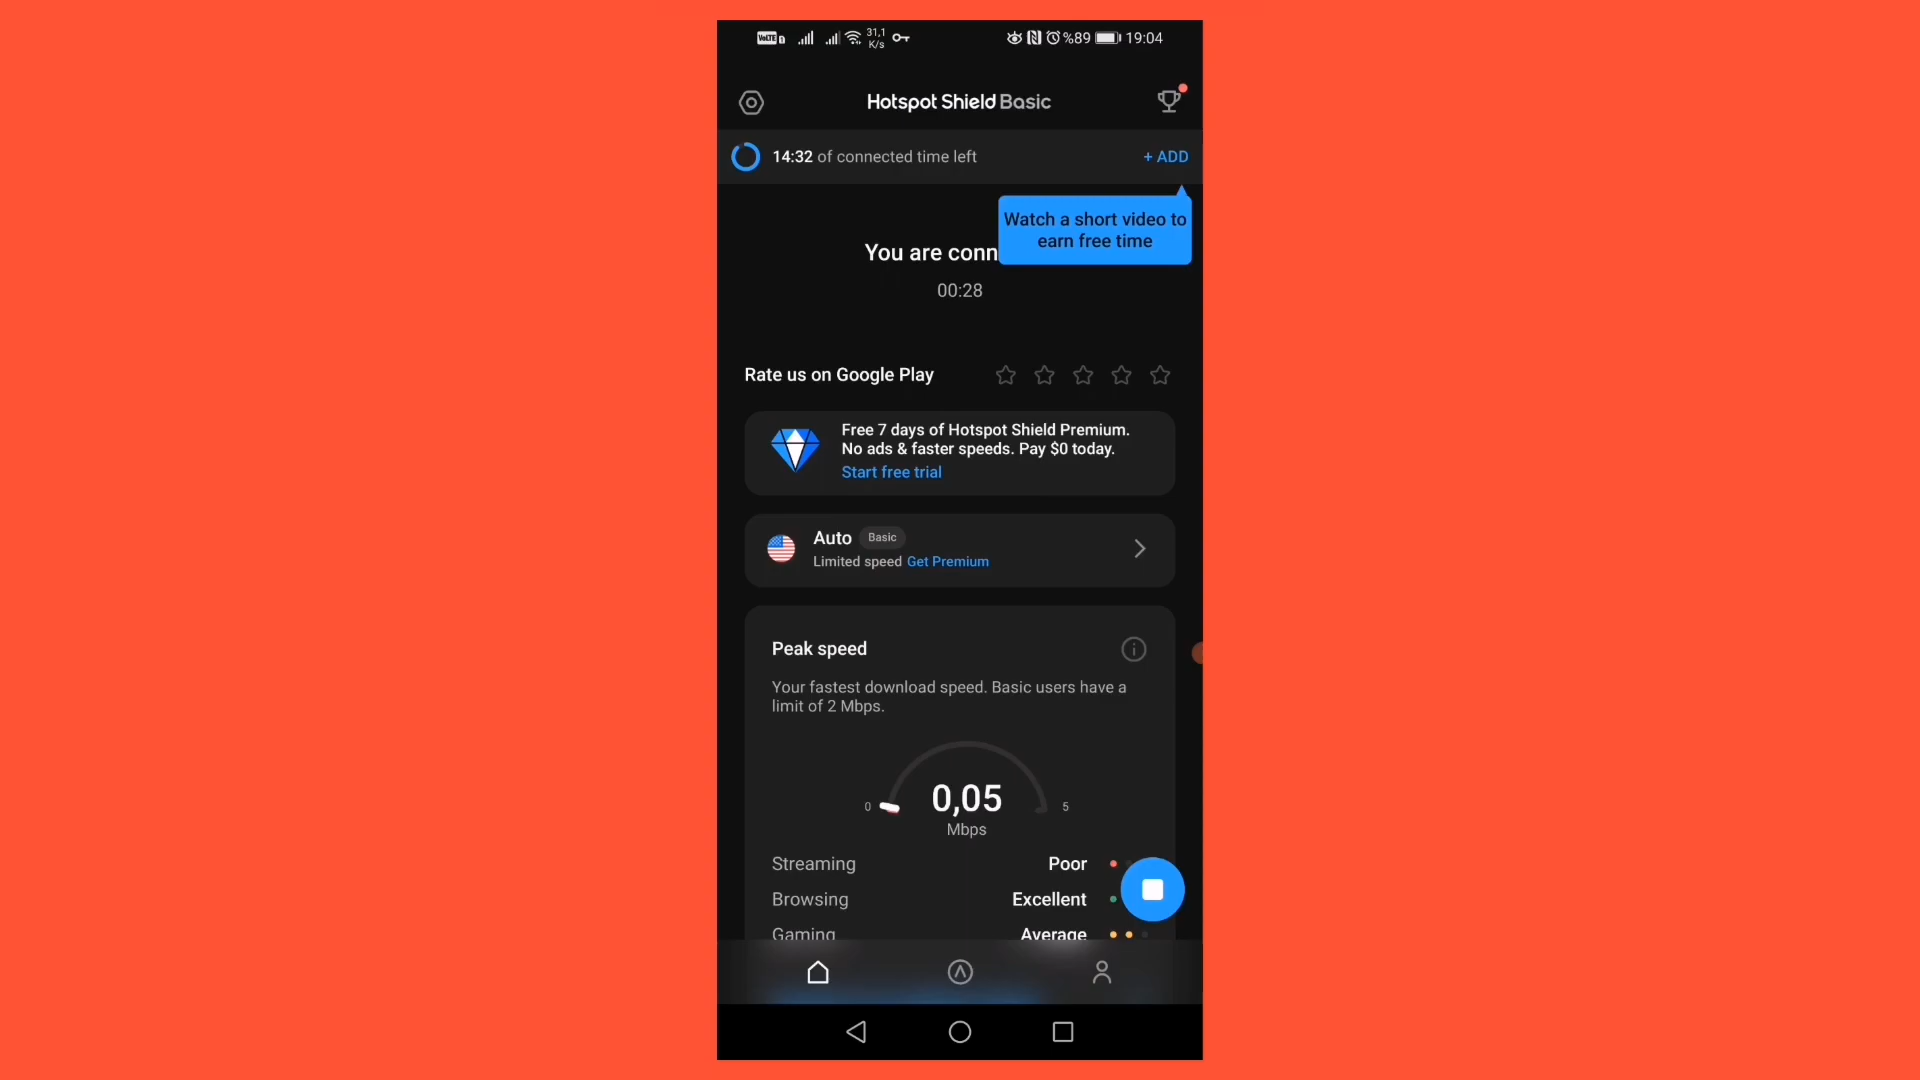 VoLTE 1 31,1 K/s %89 19:04
Hotspot Shield Basic
14:32 of connected time left + ADD
Watch a short video to
earn free time
You are conn
00:28
Rate us on Google Play
Free 7 days of Hotspot Shield Premium.
No ads & faster speeds. Pay $0 today.
Start free trial
Auto Basic
Limited speed Get Premium
Peak speed
Your fastest download speed. Basic users have a
limit of 2 Mbps.
0 0,05 5
Mbps
Streaming Poor
Browsing Excellent
Gaming Average